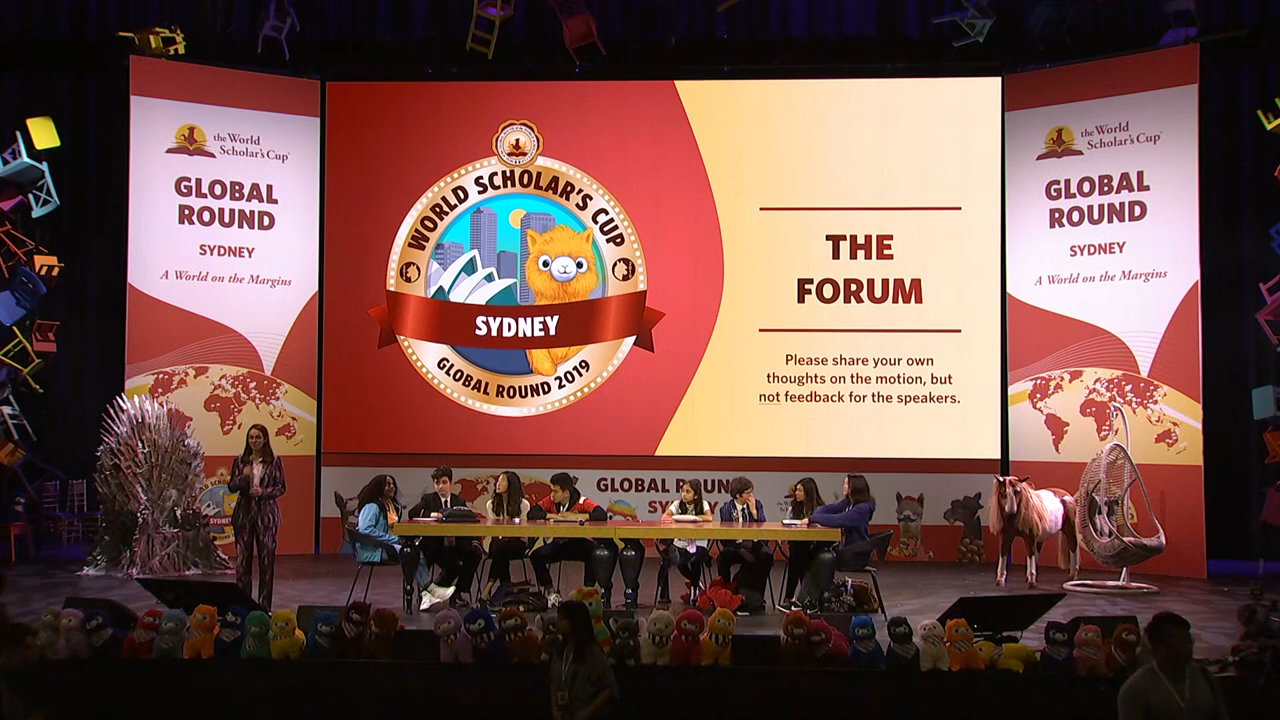 the World
Scholar's Cup
GLOBAL
ROUND
SYDNEY
A World on the Margins
WORLD SCHOLAR'S CUP
SYDNEY
GLOBAL ROUND 2019
THE
FORUM
Please share your own
thoughts on the motion, but
not feedback for the speakers.
the World
Scholar's Cup
GLOBAL
ROUND
SYDNEY
A World on the Margins
SYDNEY
GLOBAL ROUN
SY